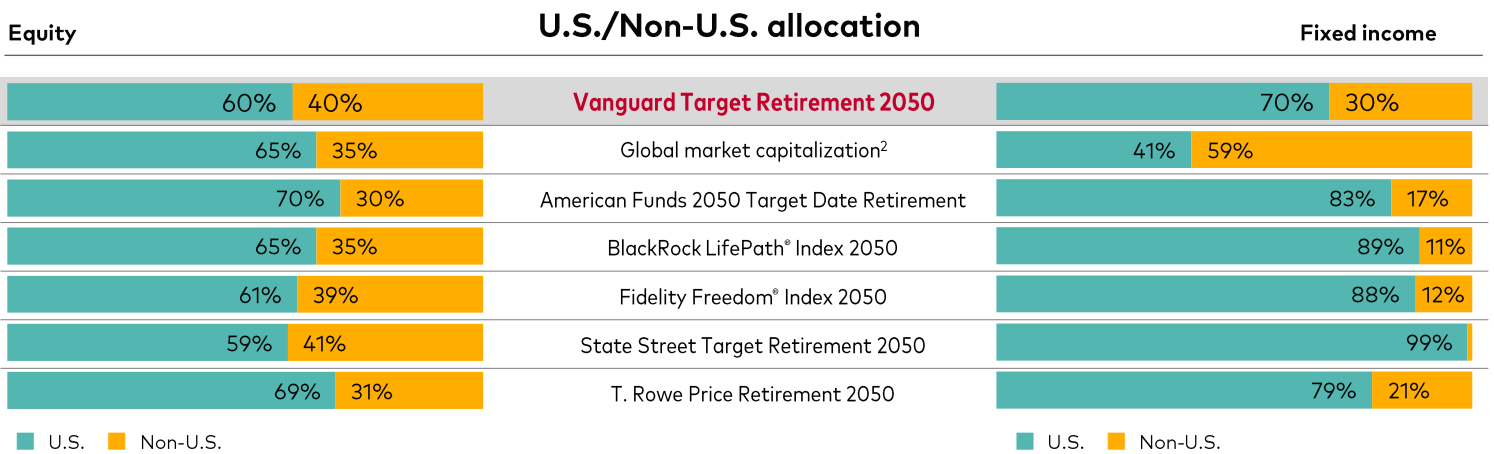 Equity U.S./Non-U.S. allocation Fixed income
60% 40% Vanguard Target Retirement 2050 70% 30%
65% 35% Global market capitalization² 41% 59%
70% 30% American Funds 2050 Target Date Retirement 83% 17%
65% 35% BlackRock LifePath® Index 2050 89% 11%
61% 39% Fidelity Freedom® Index 2050 88% 12%
59% 41% State Street Target Retirement 2050 99%
69% 31% T. Rowe Price Retirement 2050 79% 21%
U.S. Non-U.S. U.S. Non-U.S.